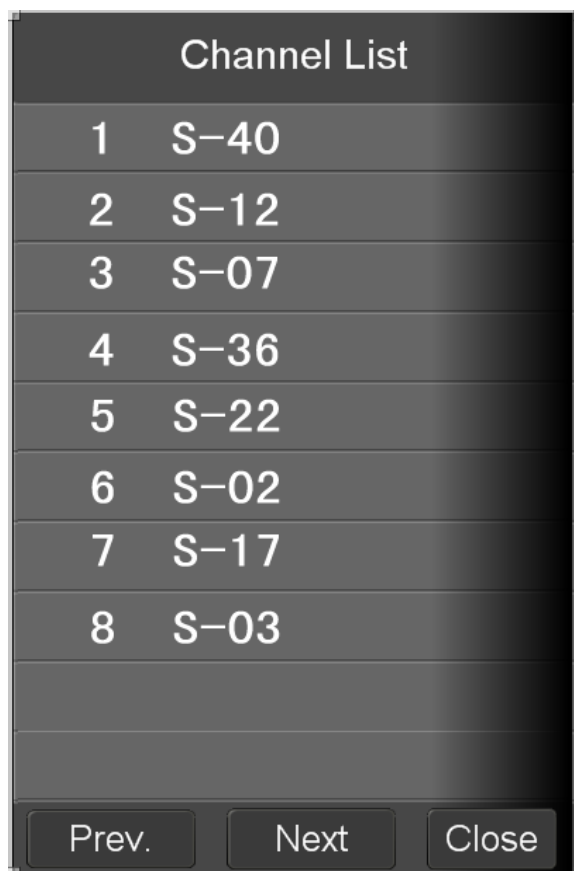 Channel List
1 S-40
2 S-12
3 S-07
4 S-36
5 S-22
6 S-02
7 S-17
8 S-03
Prev. Next Close